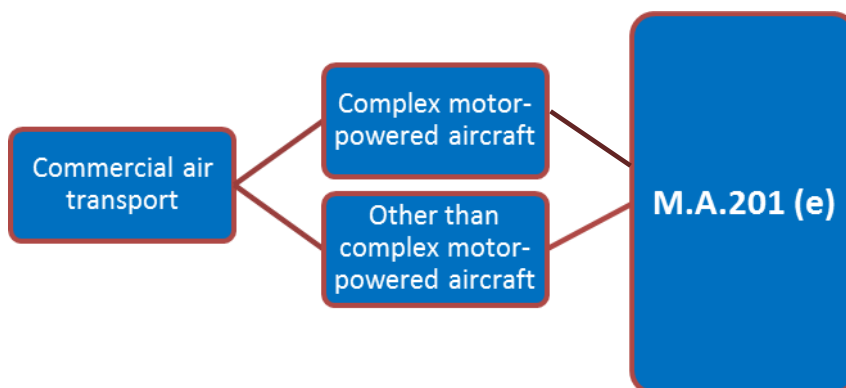 Commercial air
transport
Complex motor-
powered aircraft
Other than
complex motor-
powered aircraft
M.A.201 (e)